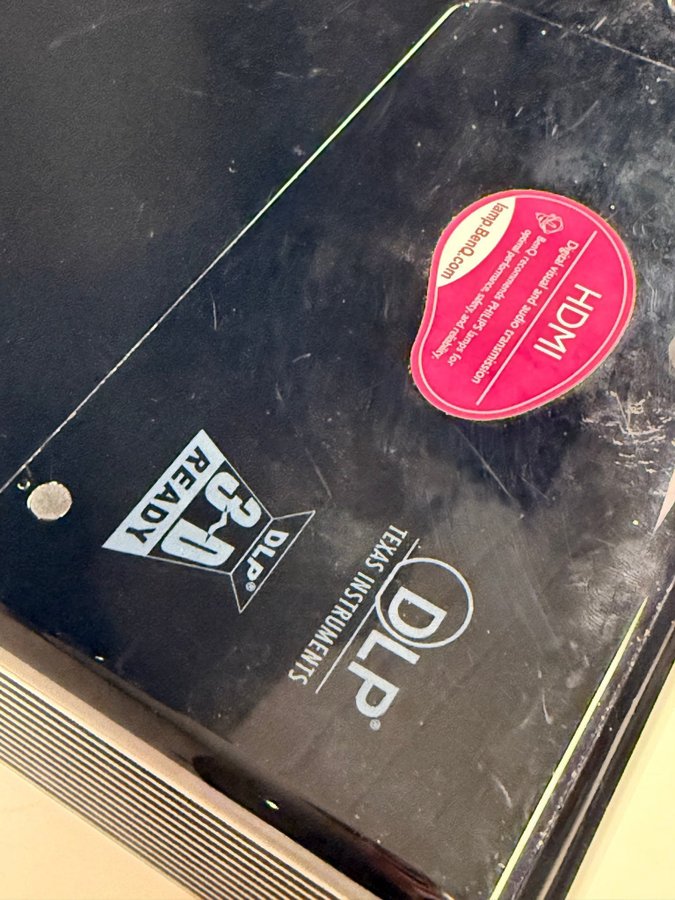 HDMI
Digital visual and audio transmission
BenQ recommends PHILIPS lamps for
optimal performance, safety, and reliability.
lamp.BenQ.com
DLP®
TEXAS INSTRUMENTS
DLP®
3-D
READY